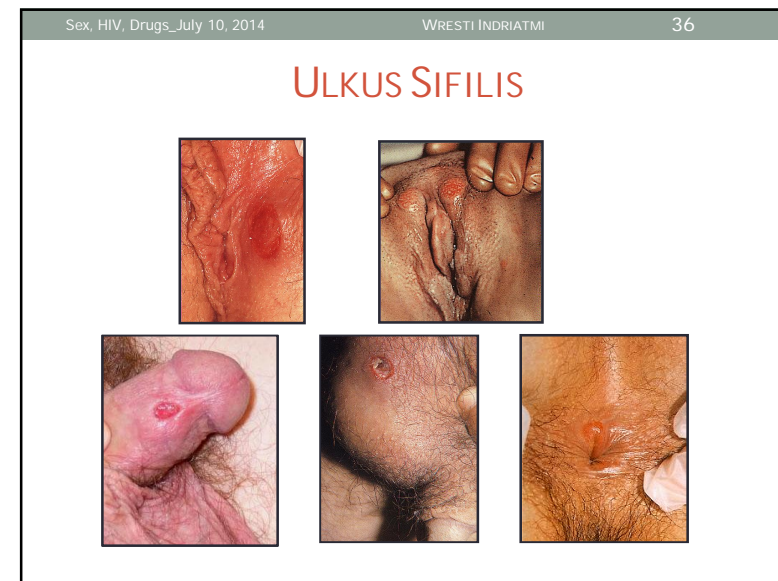 Sex, HIV, Drugs_July 10, 2014 WRESTI INDRIATMI 36
ULKUS SIFILIS